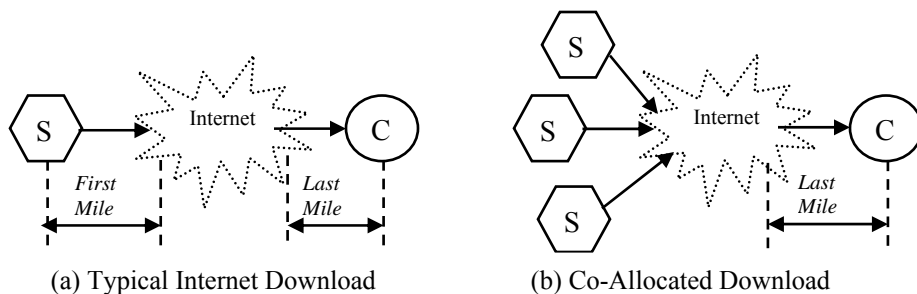 S
Internet
C
First
Mile
Last
Mile
(a) Typical Internet Download
S
S
S
Internet
C
Last
Mile
(b) Co-Allocated Download